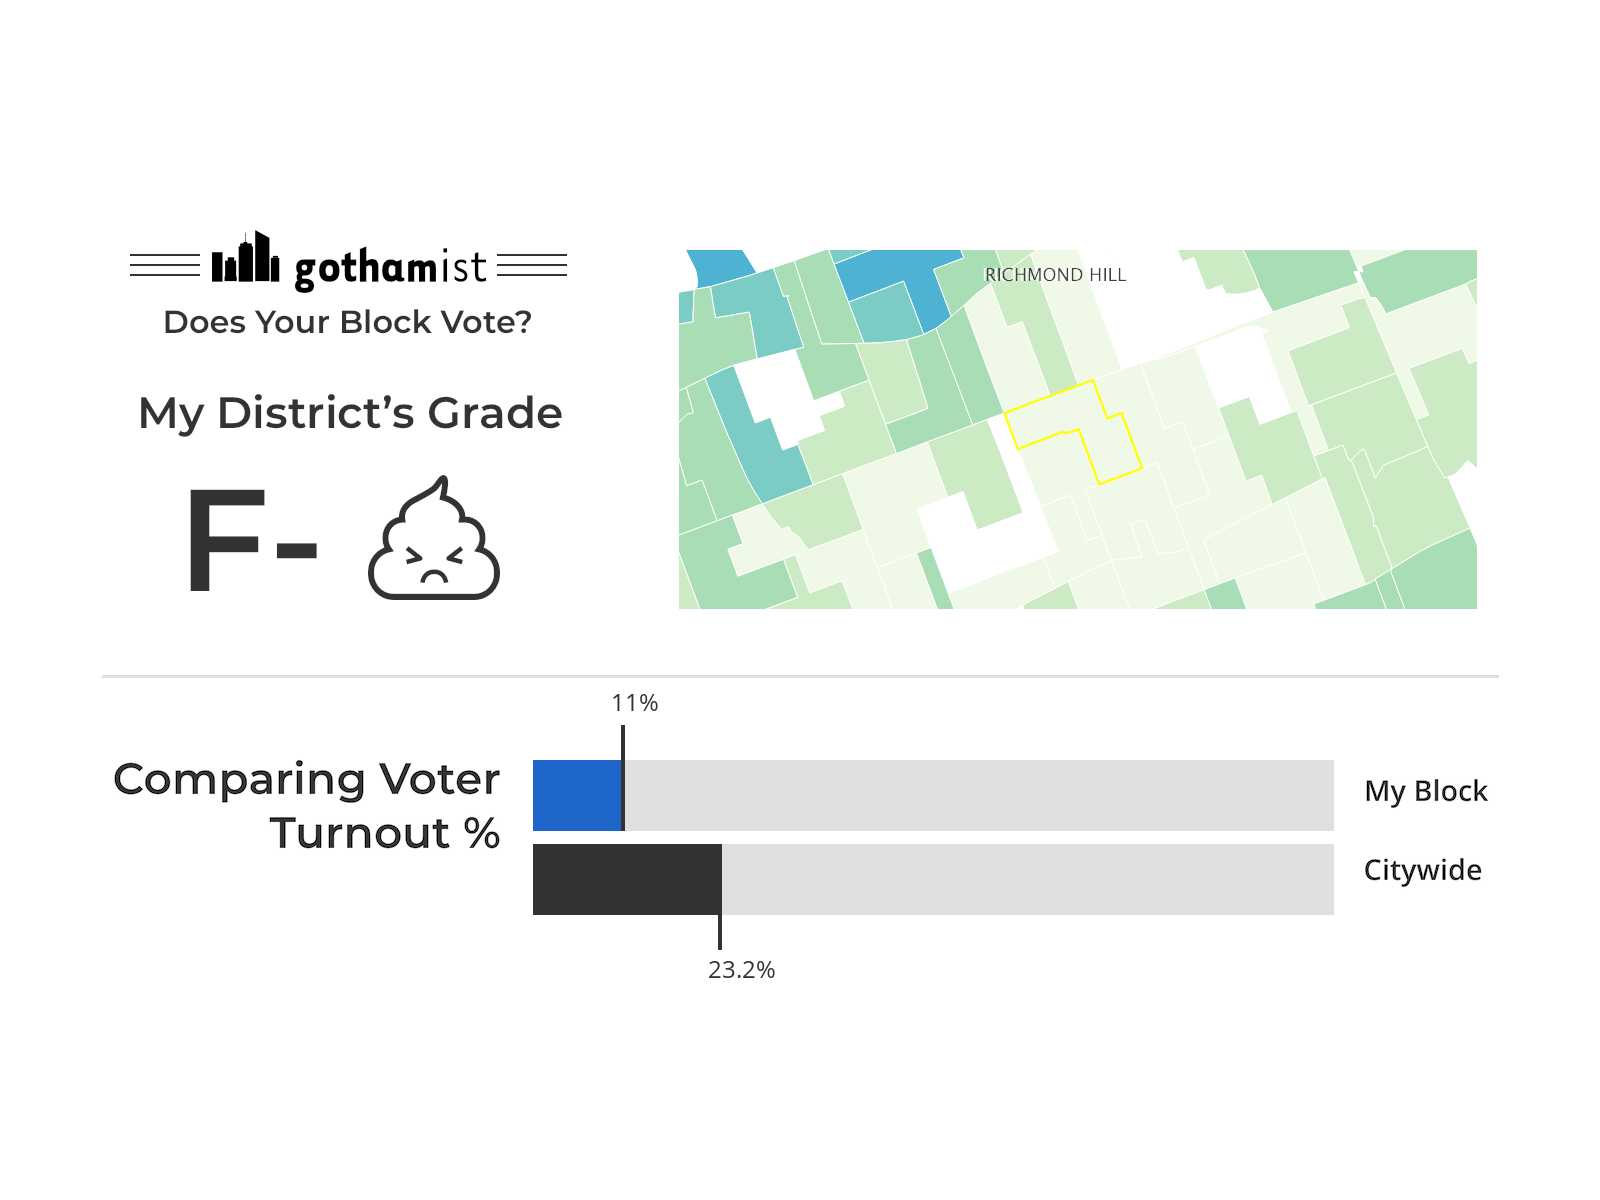 gothamist
Does Your Block Vote?
My District’s Grade
F-
RICHMOND HILL
11%
Comparing Voter
Turnout %
My Block
Citywide
23.2%